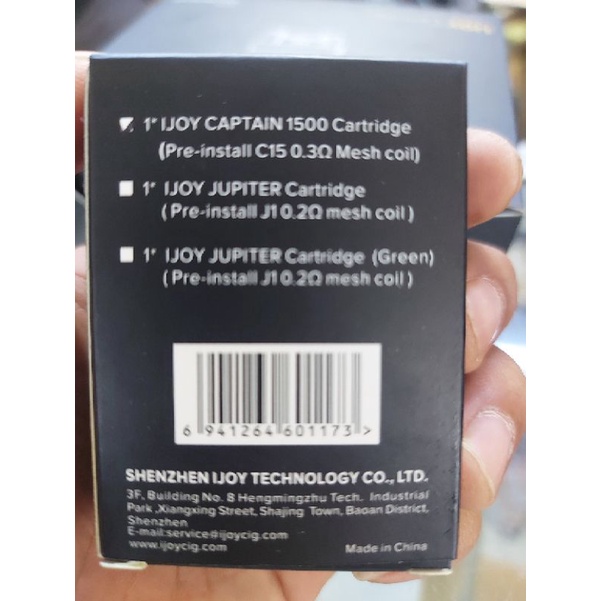 1* IJOY CAPTAIN 1500 Cartridge
(Pre-install C15 0.3Ω Mesh coil)
1* IJOY JUPITER Cartridge
( Pre-install J1 0.2Ω mesh coil )
1* IJOY JUPITER Cartridge (Green)
( Pre-install J1 0.2Ω mesh coil )
6 941264 601173 >
SHENZHEN IJOY TECHNOLOGY CO., LTD.
3F, Building No. 8 Hengmingzhu Tech. Industrial
Park ,Xiangxing Street, Shajing Town, Baoan District,
Shenzhen
E-mail:service@ijoycig.com
www.ijoycig.com
Made in China